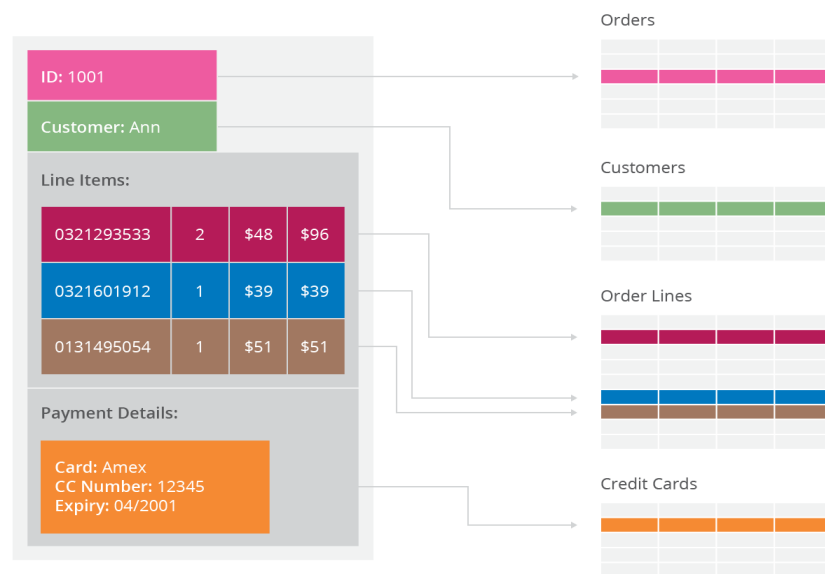 ID: 1001
Customer: Ann
Line Items:
0321293533 2 $48 $96
0321601912 1 $39 $39
0131495054 1 $51 $51
Payment Details:
Card: Amex
CC Number: 12345
Expiry: 04/2001
Orders
Customers
Order Lines
Credit Cards